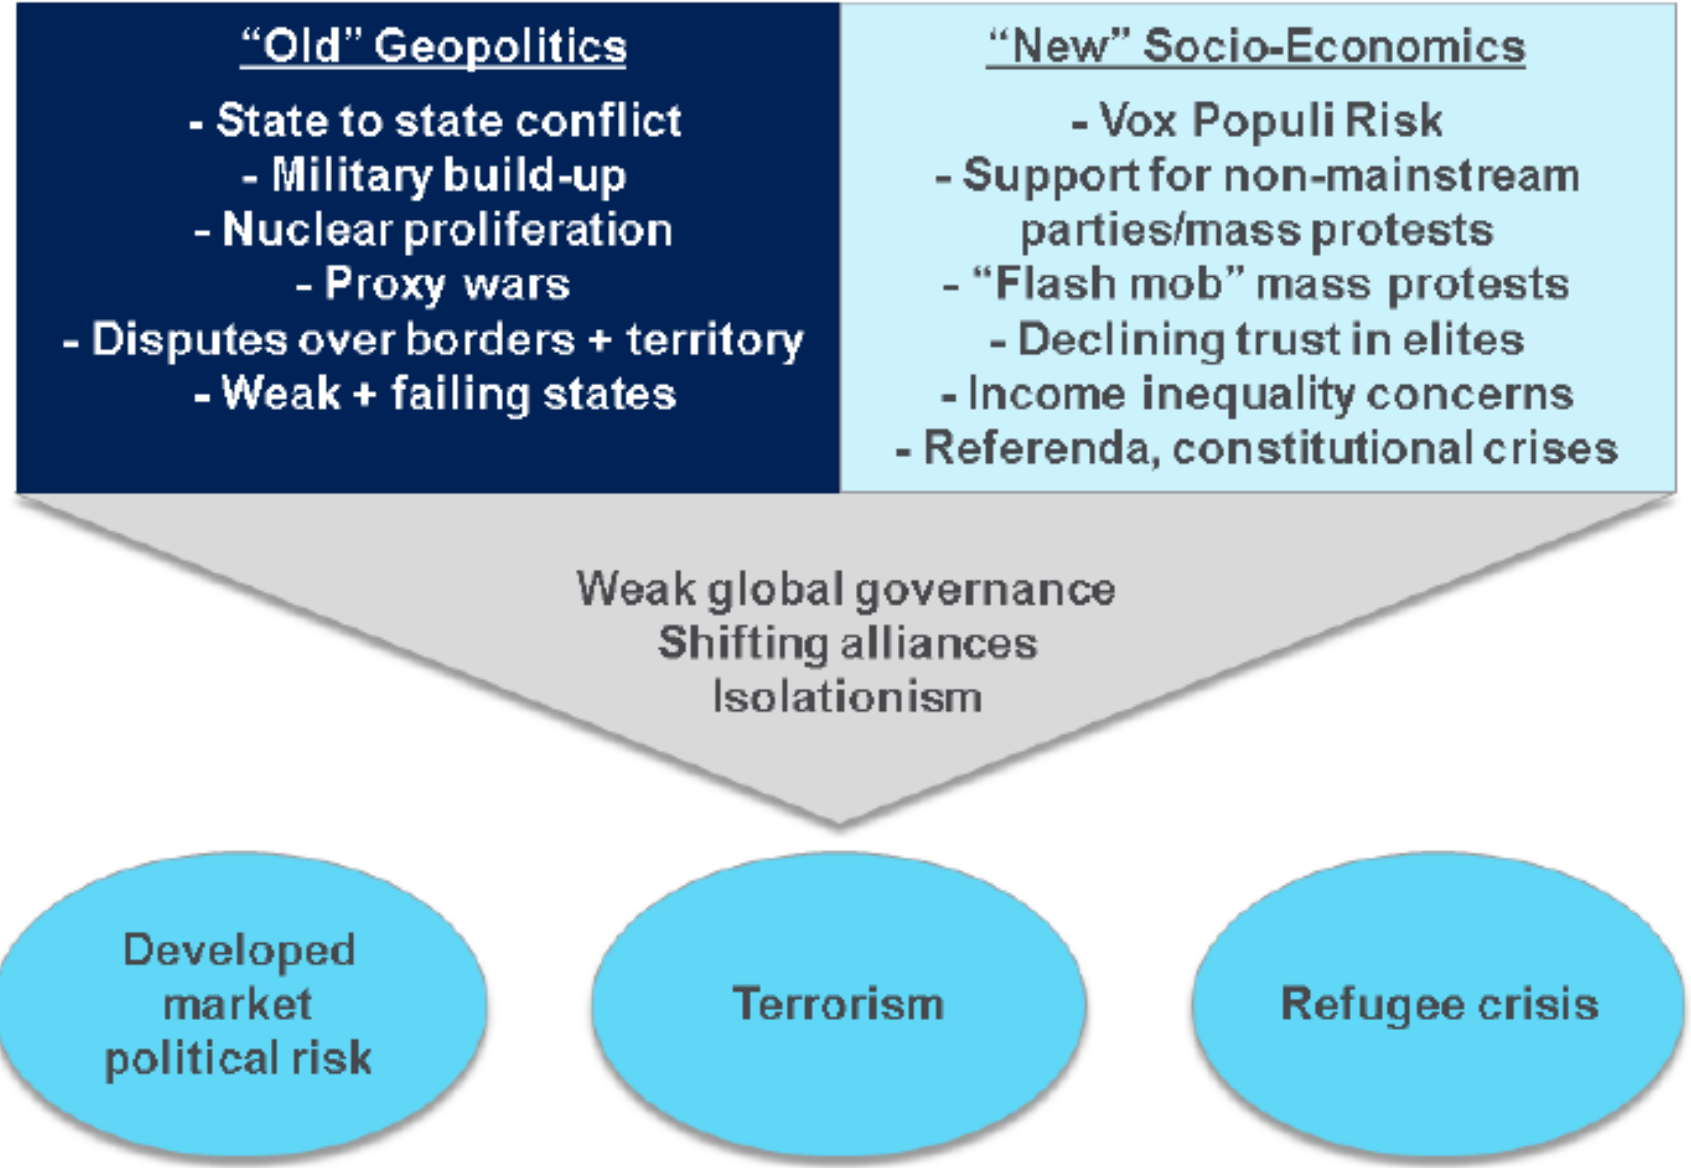 “Old” Geopolitics
- State to state conflict
- Military build-up
- Nuclear proliferation
- Proxy wars
- Disputes over borders + territory
- Weak + failing states
“New” Socio-Economics
- Vox Populi Risk
- Support for non-mainstream
parties/mass protests
- “Flash mob” mass protests
- Declining trust in elites
- Income inequality concerns
- Referenda, constitutional crises
Weak global governance
Shifting alliances
Isolationism
Developed
market
political risk
Terrorism
Refugee crisis